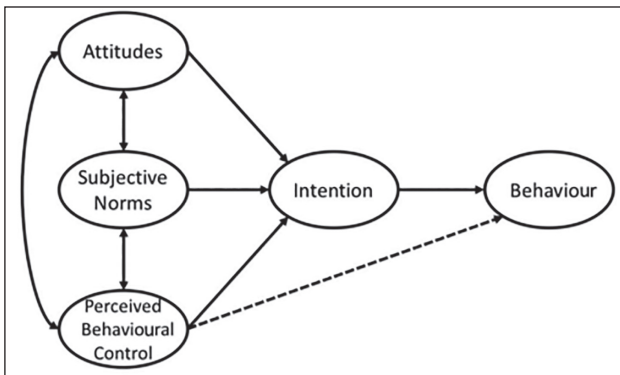 Attitudes
Subjective
Norms
Intention
Behaviour
Perceived
Behavioural
Control